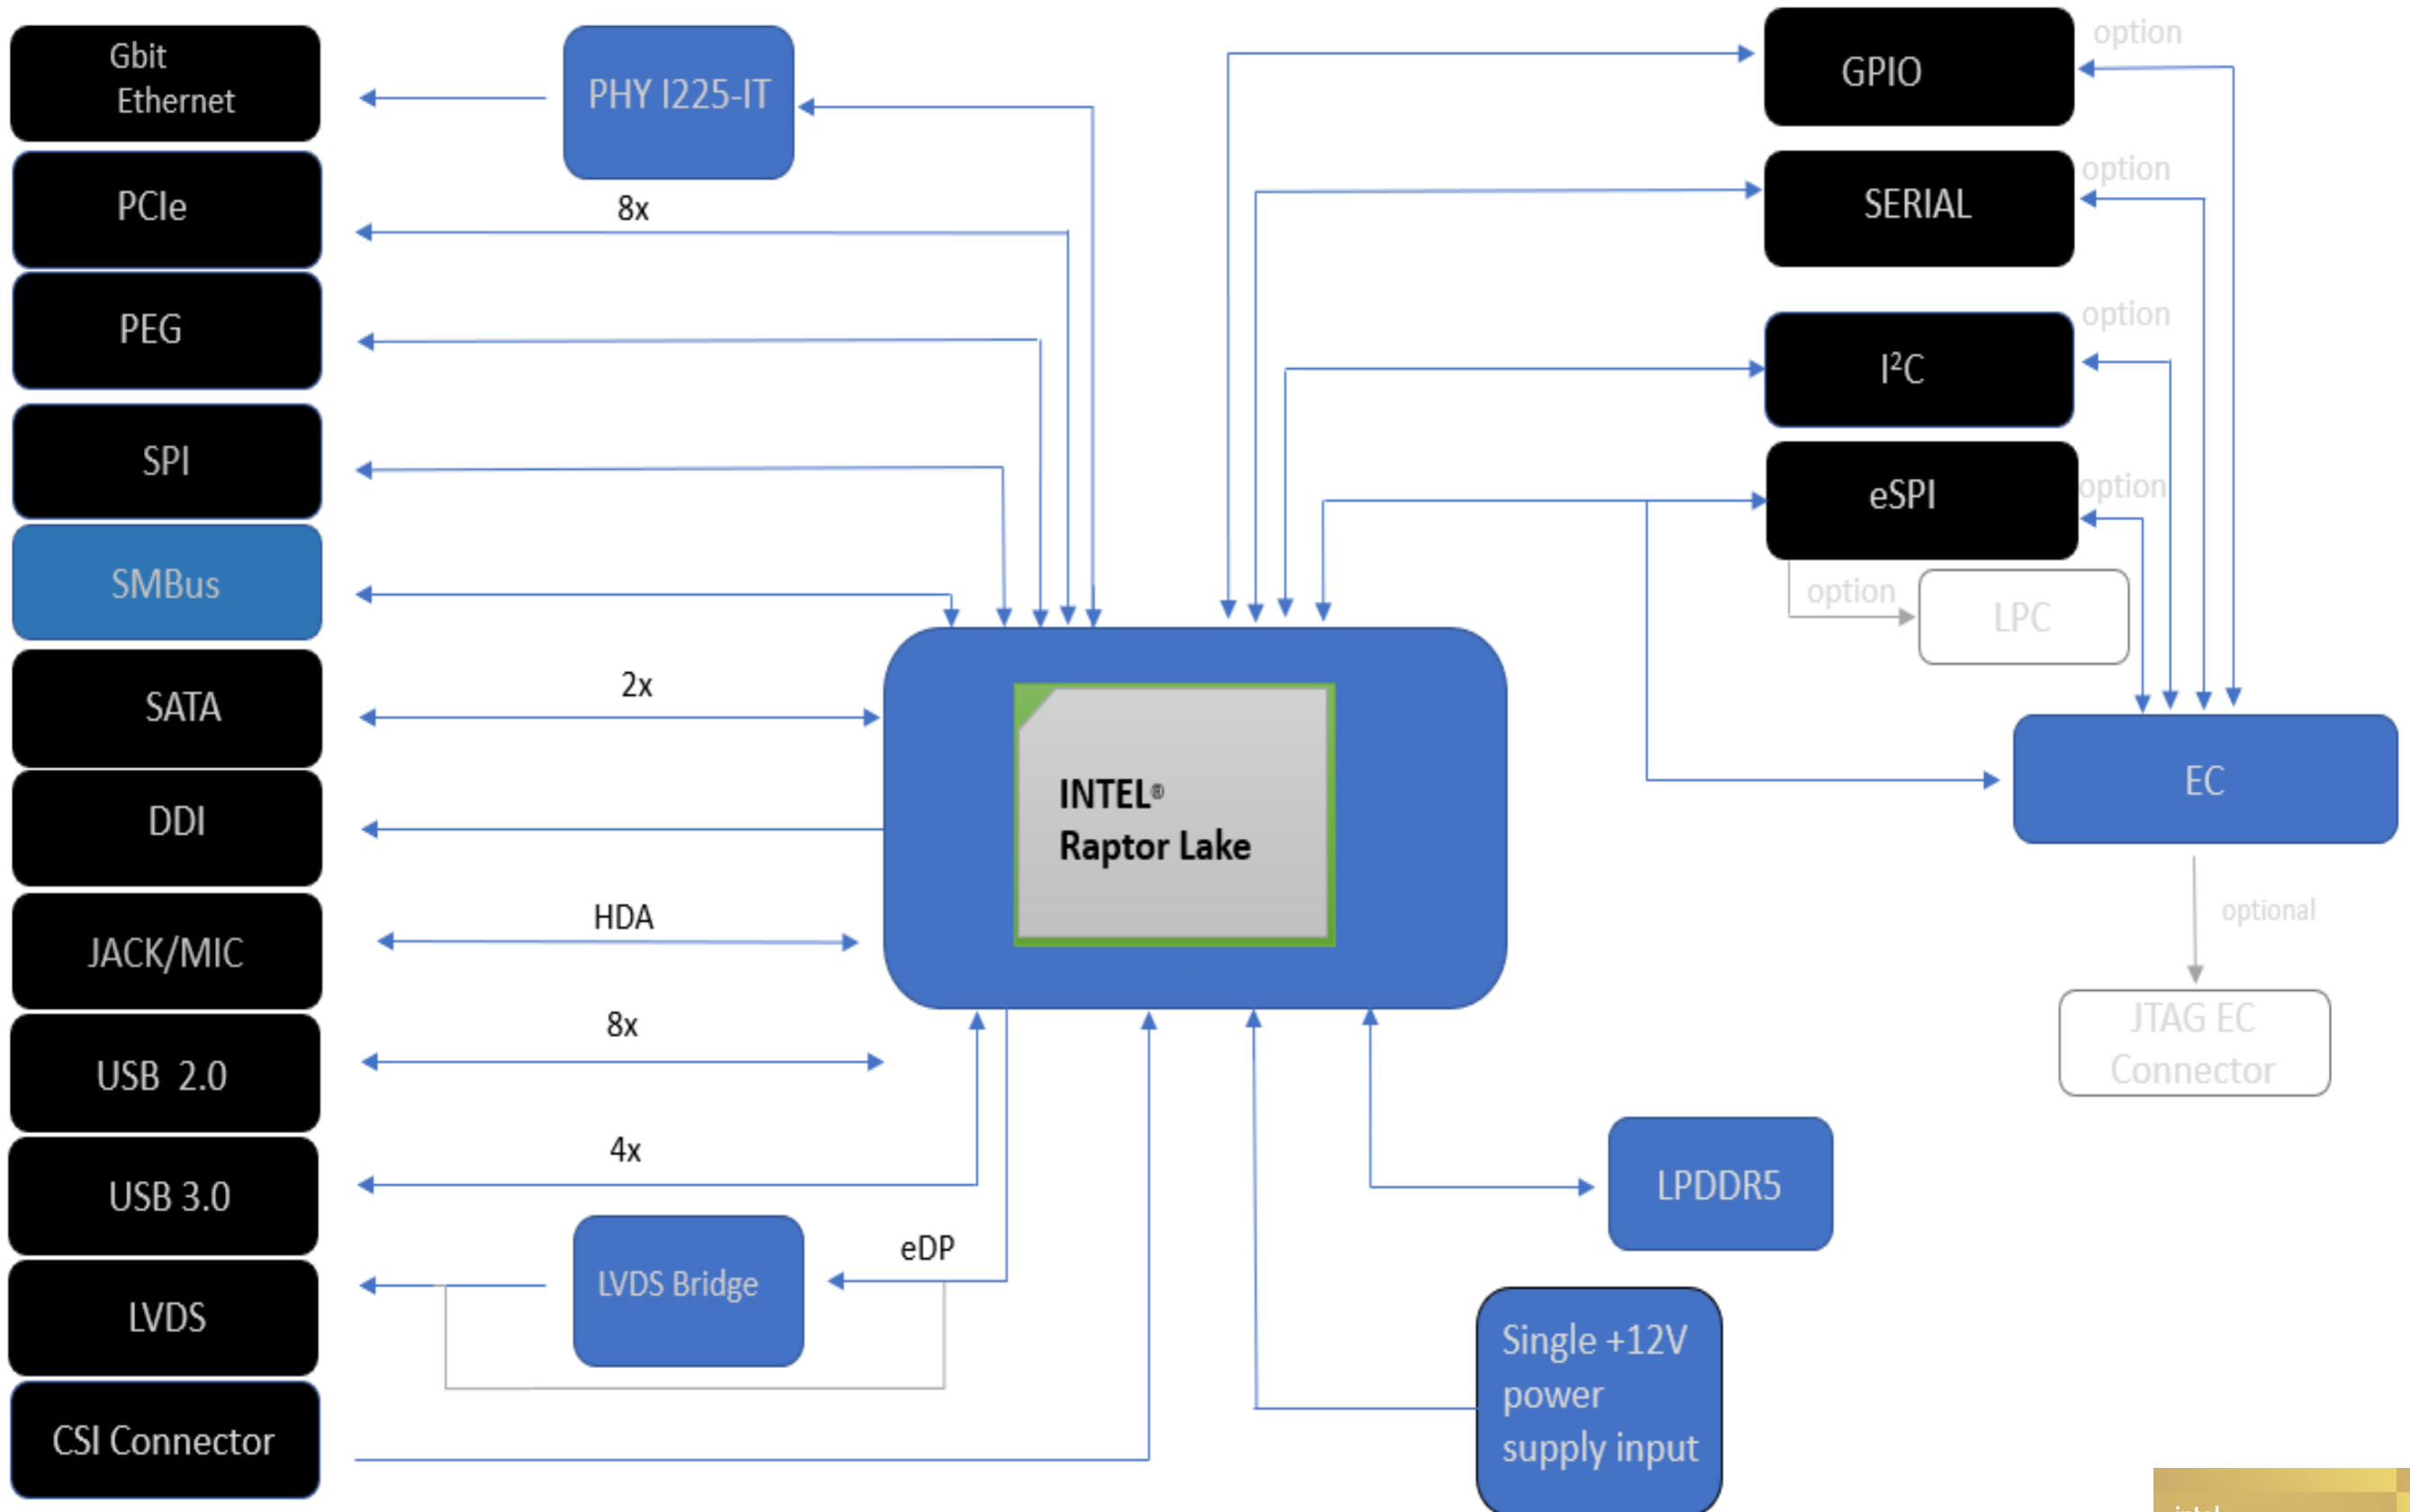 Gbit
Ethernet
PCIe
PEG
SPI
SMBus
SATA
DDI
JACK/MIC
USB 2.0
USB 3.0
LVDS
CSI Connector
PHY I225-IT
8x
2x
HDA
8x
4x
eDP
LVDS Bridge
INTEL®
Raptor Lake
GPIO
option
SERIAL
option
I²C
option
eSPI
option
option
LPC
EC
optional
JTAG EC
Connector
LPDDR5
Single +12V
power
supply input